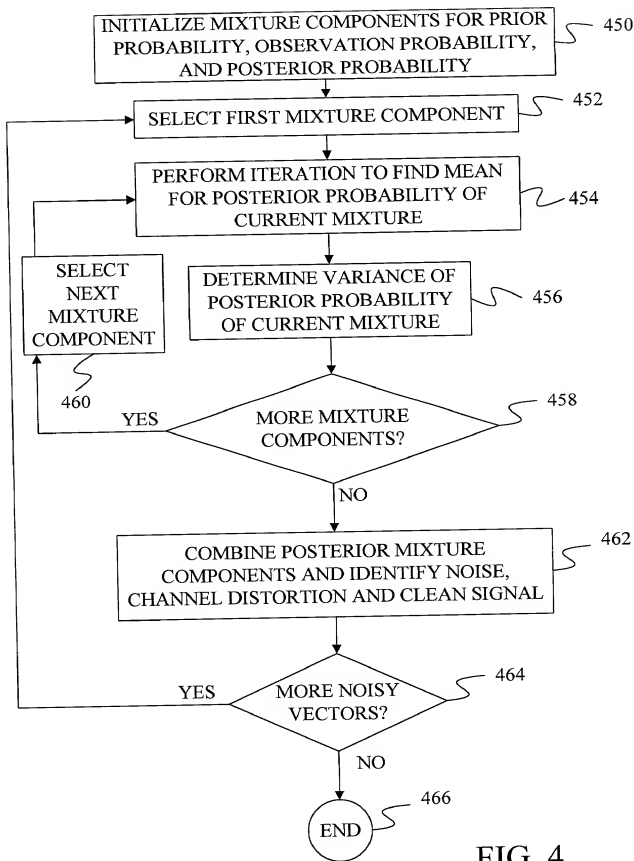 INITIALIZE MIXTURE COMPONENTS FOR PRIOR
PROBABILITY, OBSERVATION PROBABILITY,
AND POSTERIOR PROBABILITY
450
SELECT FIRST MIXTURE COMPONENT
452
PERFORM ITERATION TO FIND MEAN
FOR POSTERIOR PROBABILITY OF
CURRENT MIXTURE
454
SELECT
NEXT
MIXTURE
COMPONENT
460
DETERMINE VARIANCE OF
POSTERIOR PROBABILITY
OF CURRENT MIXTURE
456
YES
MORE MIXTURE
COMPONENTS?
458
NO
COMBINE POSTERIOR MIXTURE
COMPONENTS AND IDENTIFY NOISE,
CHANNEL DISTORTION AND CLEAN SIGNAL
462
YES
MORE NOISY
VECTORS?
464
NO
END
466
FIG. 4